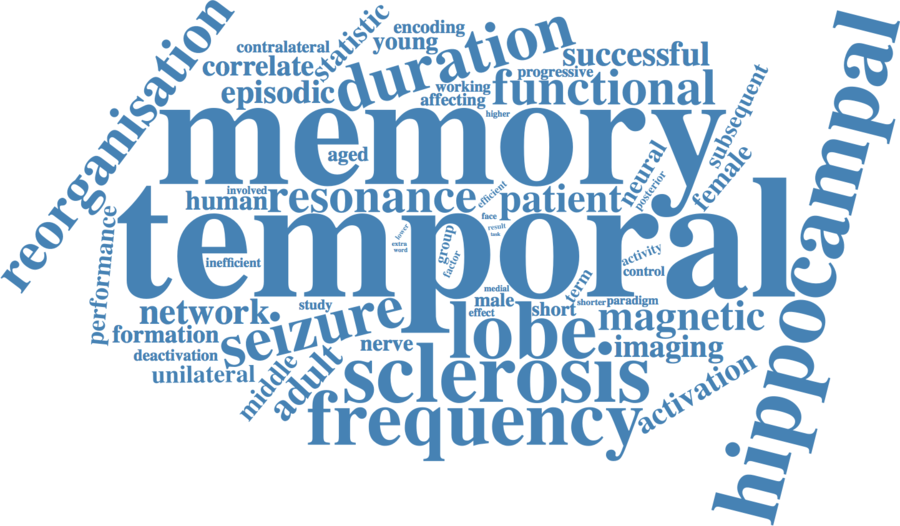 reorganisation
contralateral
statistic
encoding
young
correlate
duration
successful
episodic
progressive
working
functional
affecting
higher
memory
subsequent
hippocampal
aged
neural
female
involved
human
resonance
efficient
patient
posterior
face
temporal
result
task
lower
extra
word
group
factor
inefficient
activity
control
performance
term
medial
study
male
shorter
paradigm
network
seizure
effect
short
magnetic
formation
lobe
nerve
imaging
deactivation
unilateral
middle
adult
sclerosis
activation
frequency